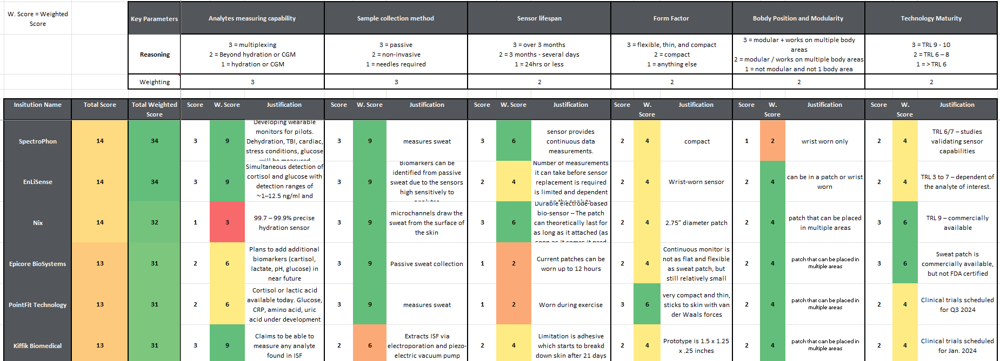 W. Score = Weighted
Score
Key Parameters
Analytes measuring capability
Sample collection method
Sensor lifespan
Form Factor
Bobdy Position and Modularity
Technology Maturity
Reasoning
3 = multiplexing
2 = Beyond hydration or CGM
1 = hydration or CGM
3 = passive
2 = non-invasive
1 = needles required
3 = over 3 months
2 = 3 months - several days
1 = 24hrs or less
3 = flexible, thin, and compact
2 = compact
1 = anything else
3 = modular + works on multiple body
areas
2 = modular / works on multiple body areas
1 = not modular and not 1 body area
3 = TRL 9 - 10
2 = TRL 6 – 8
1 = > TRL 6
Weighting
3
3
2
2
2
2
Insitution Name
Total Score
Total Weighted
Score
Score
W. Score
Justification
Score
W. Score
Justification
Score
W. Score
Justification
Score
W.
Score
Justification
Score
W.
Score
Justification
Score
W.
Score
Justification
SpectroPhon
14
34
3
9
Developing wearable
monitors for pilots.
Dehydration, TBI, cardiac,
stress conditions, glucose
will be measured
3
9
measures sweat
3
6
sensor provides
continuous data
measurements.
2
4
compact
1
2
wrist worn only
2
4
TRL 6/7 – studies
validating sensor
capabilities
EnLiSense
14
34
3
9
Simultaneous detection of
cortisol and glucose with
detection ranges of
~1–12.5 ng/ml and
3
9
Biomarkers can be
identified from passive
sweat due to the sensors
high sensitively to
analytes
2
4
Number of measurements
it can take before sensor
replacement is required
is limited and dependent
on the analyte
2
4
Wrist-worn sensor
2
4
can be in a patch or wrist
worn
2
4
TRL 3 to 7 – dependent of
the analyte of interest.
Nix
14
32
1
3
99.7 – 99.9% precise
hydration sensor
3
9
microchannels draw the
sweat from the surface of
the skin
3
6
Durable electrode-based
bio-sensor – The patch
can theoretically last for
as long as it attached (as
soon as it comes it need
2
4
2.75” diameter patch
2
4
patch that can be placed
in multiple areas
3
6
TRL 9 – commercially
available
Epicore BioSystems
13
31
2
6
Plans to add additional
biomarkers (cartisol,
lactate, pH, glucose) in
near future
3
9
Passive sweat collection
1
2
Current patches can be
worn up to 12 hours
2
4
Continuous monitor is
not as flat and flexible
as sweat patch, but
still relatively small
2
4
patch that can be placed in
multiple areas
3
6
Sweat patch is
commercially available,
but not FDA certified
PointFit Technology
13
31
2
6
Cortisol or lactic acid
available today. Glucose,
CRP, amino acid, uric
acid under development
3
9
measures sweat
1
2
Worn during exercise
3
6
very compact and thin,
sticks to skin with van
der Waals forces
2
4
patch that can be placed in
multiple areas
2
4
Clinical trials scheduled
for Q3 2024
Kiffik Biomedical
13
31
3
9
Claims to be able to
measure any analyte
found in ISF
2
6
Extracts ISF via
electroporation and piezo-
electric vacuum pump
2
4
Limitation is adhesive
which starts to breakd
down skin after 21 days
2
4
Prototype is 1.5 x 1.25
x .25 inches
2
4
patch that can be placed in
multiple areas
2
4
Clinical trials scheduled
for Jan. 2024